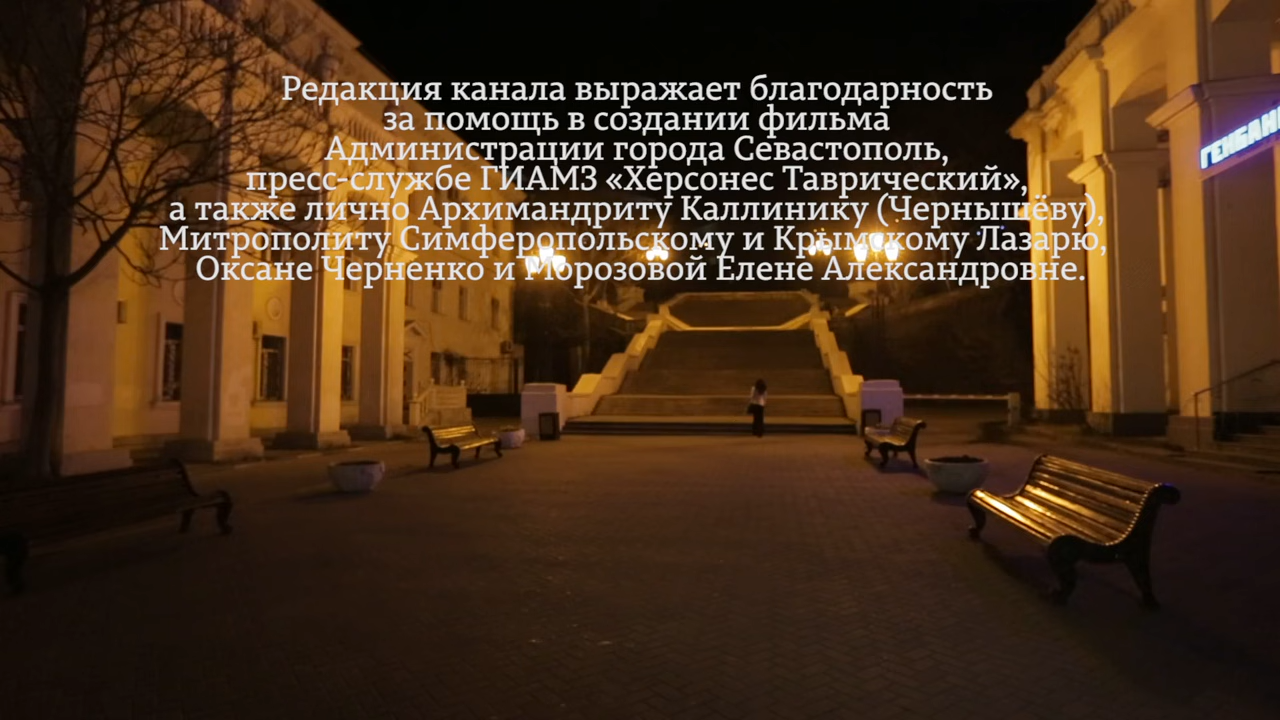 Редакция канала выражает благодарность
за помощь в создании фильма
Администрации города Севастополь,
пресс-службе ГИАМЗ «Херсонес Таврический»,
а также лично Архимандриту Каллинику (Чернышёву),
Митрополиту Симферопольскому и Крымскому Лазарю,
Оксане Черненко и Морозовой Елене Александровне.
ГЕНБАНК